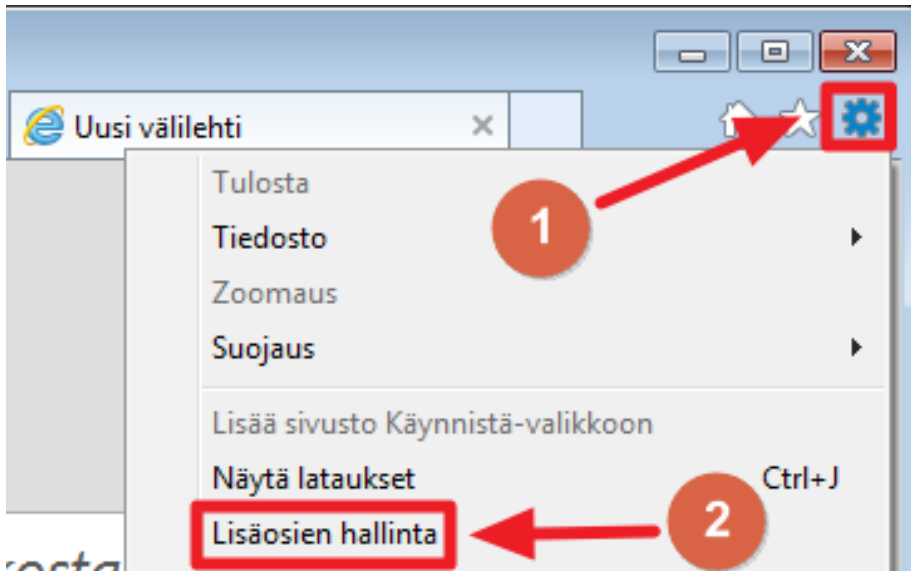 Uusi välilehti
Tulosta
1
Tiedosto
Zoomaus
Suojaus
Lisää sivusto Käynnistä-valikkoon
Näytä lataukset Ctrl+J
Lisäosien hallinta
2